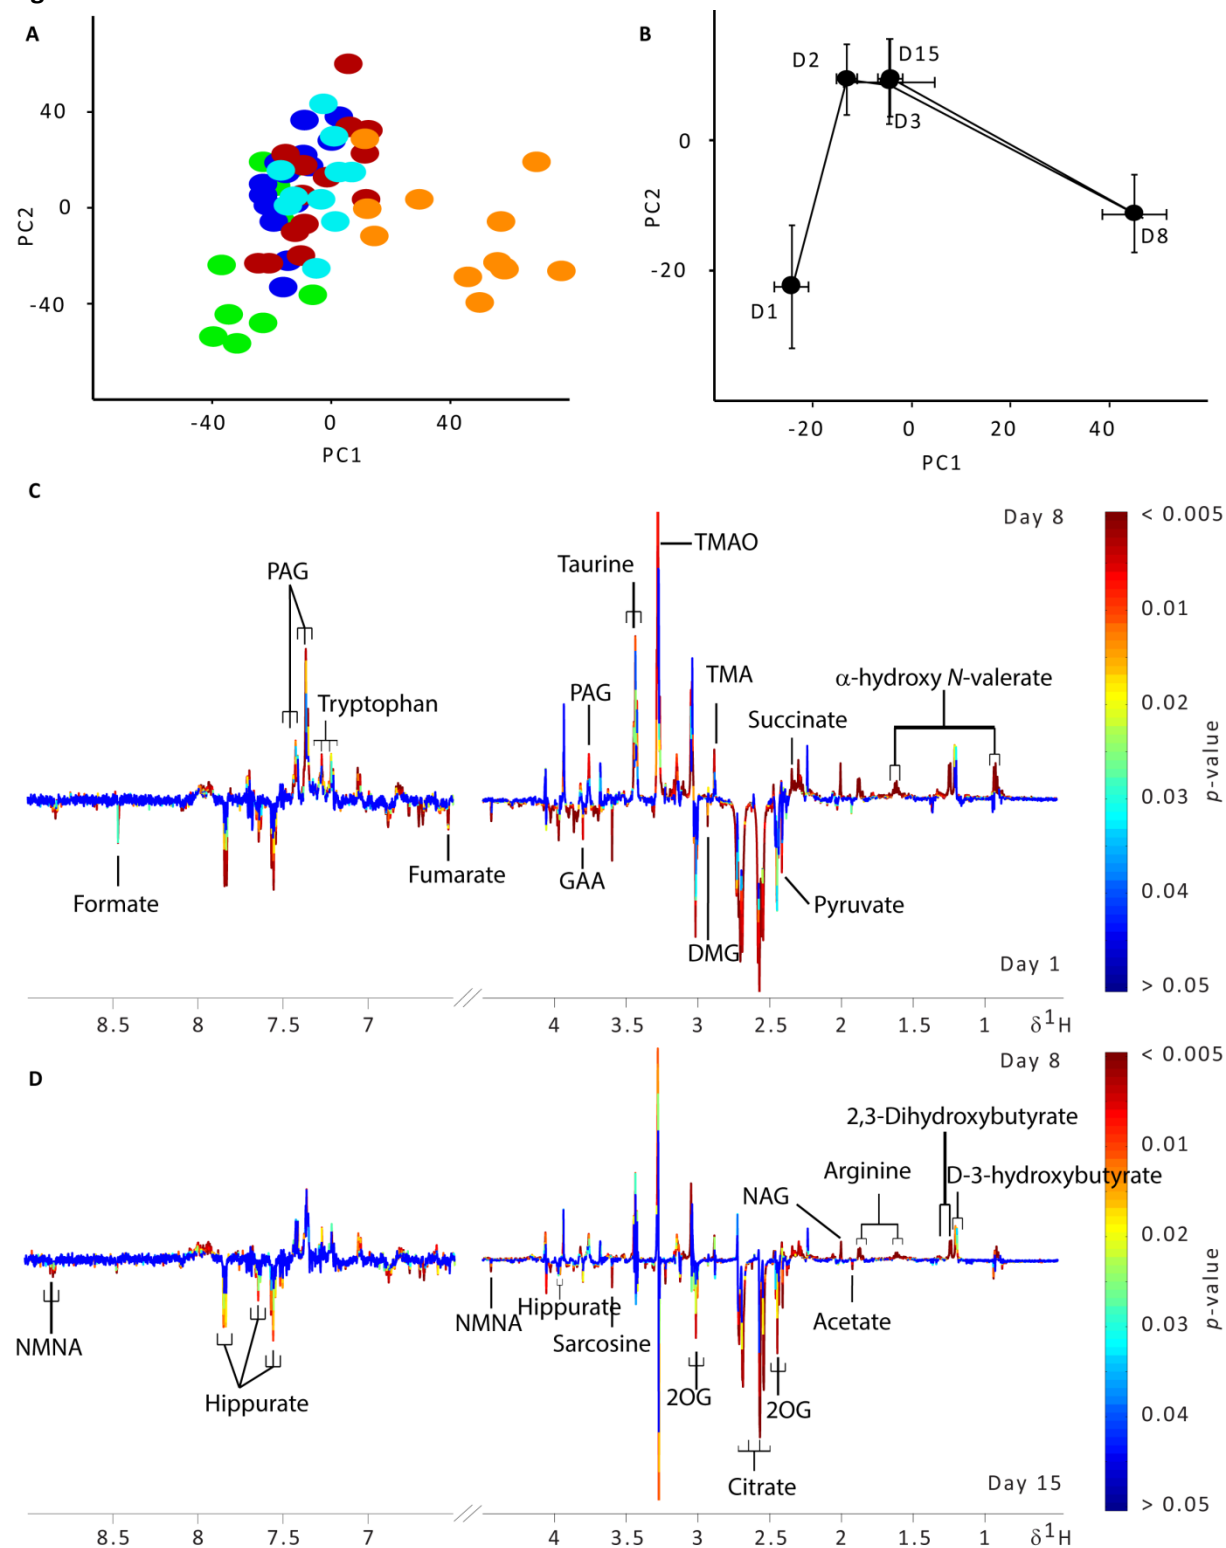 A
B
40
0
-40
PC2
-40
0
40
PC1
D2
D15
D3
D1
D8
0
-20
PC2
-20
0
20
40
PC1
C
Day 8
PAG
Tryptophan
Formate
Fumarate
Taurine
TMAO
PAG
TMA
Succinate
α-hydroxy N-valerate
GAA
DMG
Pyruvate
Day 1
8.5
8
7.5
7
4
3.5
3
2.5
2
1.5
1
δ¹H
< 0.005
0.01
0.02
0.03
0.04
> 0.05
p-value
D
Day 8
2,3-Dihydroxybutyrate
Arginine
D-3-hydroxybutyrate
NAG
NMNA
Hippurate
NMNA
Hippurate
Sarcosine
2OG
2OG
Citrate
Acetate
Day 15
8.5
8
7.5
7
4
3.5
3
2.5
2
1.5
1
δ¹H
< 0.005
0.01
0.02
0.03
0.04
> 0.05
p-value